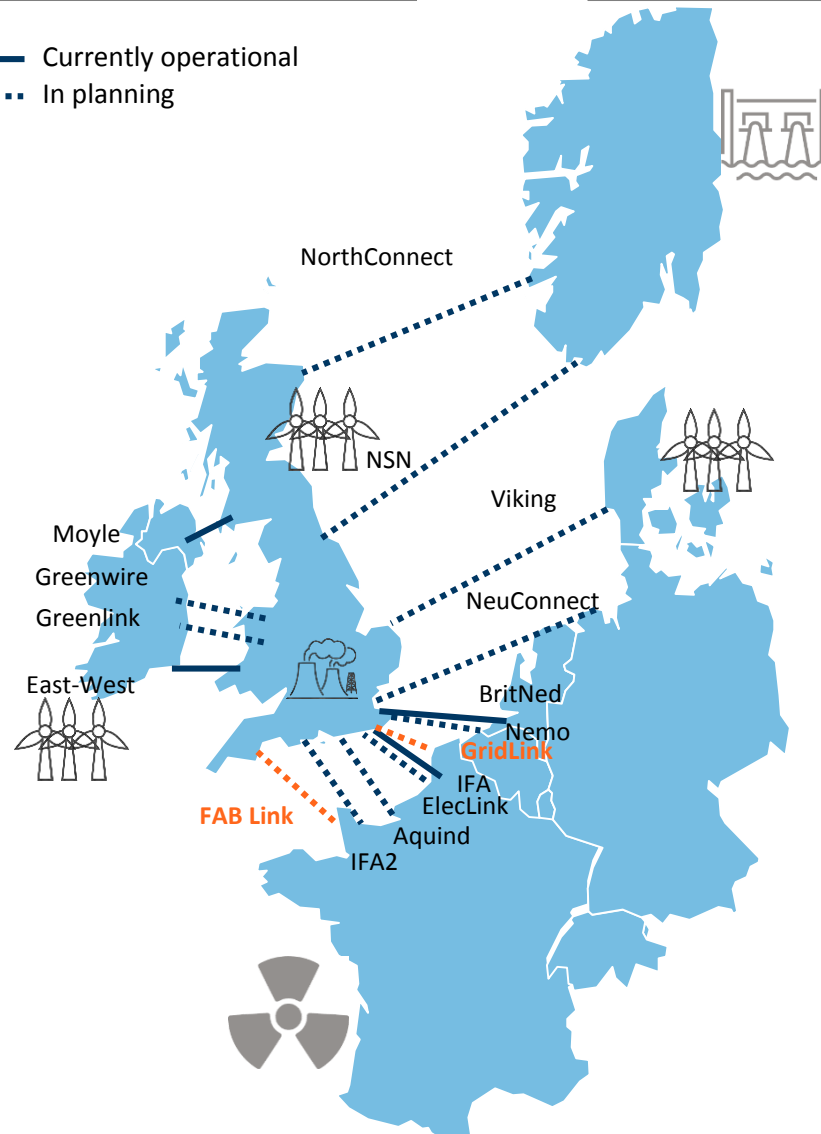 Currently operational
In planning
NorthConnect
NSN
Viking
Moyle
Greenwire
NeuConnect
Greenlink
East-West
BritNed
Nemo
GridLink
IFA
ElecLink
FAB Link
Aquind
IFA2